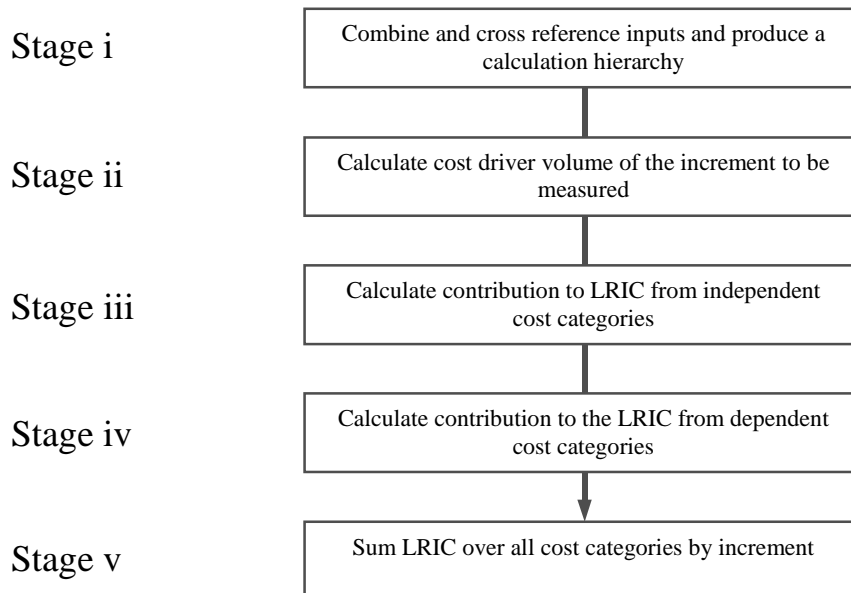 Stage i
Combine and cross reference inputs and produce a
calculation hierarchy
Stage ii
Calculate cost driver volume of the increment to be
measured
Stage iii
Calculate contribution to LRIC from independent
cost categories
Stage iv
Calculate contribution to the LRIC from dependent
cost categories
Stage v
Sum LRIC over all cost categories by increment